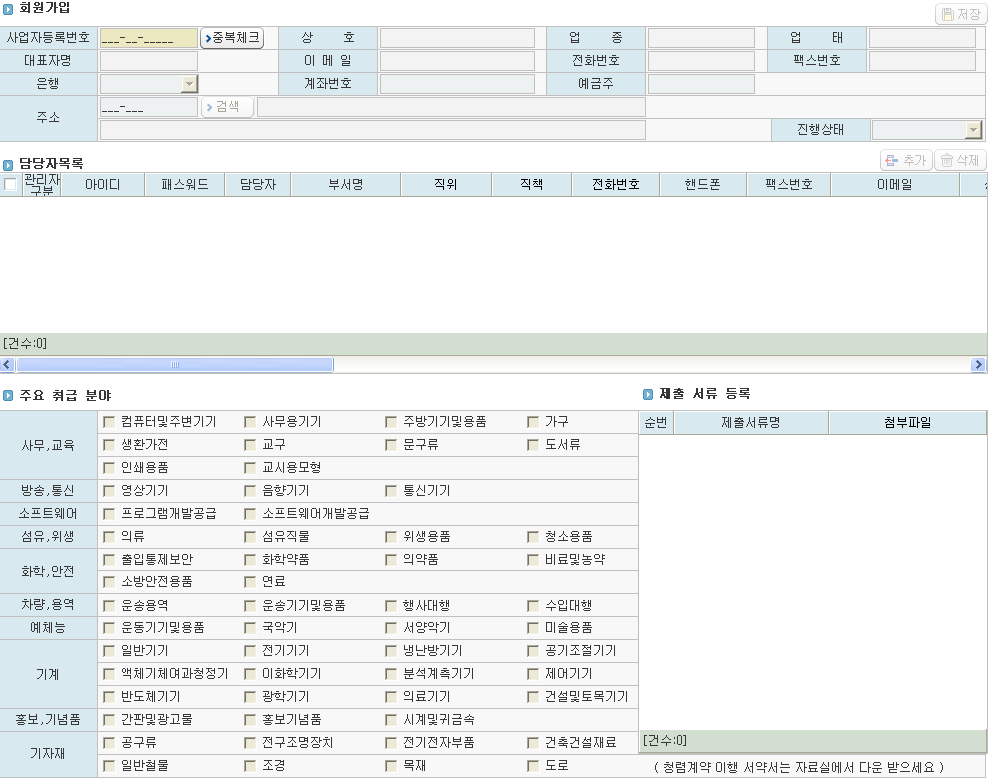 회원가입
저장
사업자등록번호 ___-__-_____ 중복체크 상 호 업 종 업 태
대표자명 이 메 일 전화번호 팩스번호
은행 계좌번호 예금주
주소 ___-___ 검색
진행상태
담당자목록 추가 삭제
관리자구분 아이디 패스워드 담당자 부서명 직위 직책 전화번호 핸드폰 팩스번호 이메일
[건수:0]
주요 취급 분야
사무,교육 컴퓨터및주변기기 사무용기기 주방기기및용품 가구
생환가전 교구 문구류 도서류
인쇄용품 교시용모형
방송,통신 영상기기 음향기기 통신기기
소프트웨어 프로그램개발공급 소프트웨어개발공급
섬유,위생 의류 섬유직물 위생용품 청소용품
화학,안전 출입통제보안 화학약품 의약품 비료및농약
소방안전용품 연료
차량,용역 운송용역 운송기기및용품 행사대행 수입대행
예체능 운동기기및용품 국악기 서양악기 미술용품
기계 일반기기 전기기기 냉난방기기 공기조절기기
액체기체여과청정기 이화학기기 분석계측기기 제어기기
반도체기기 광학기기 의료기기 건설및토목기기
홍보,기념품 간판및광고물 홍보기념품 시계및귀금속
기자재 공구류 전구조명장치 전기전자부품 건축건설재료
일반철물 조경 목재 도로
제출 서류 등록
순번 제출서류명 첨부파일
[건수:0]
( 청렴계약 이행 서약서는 자료실에서 다운 받으세요 )